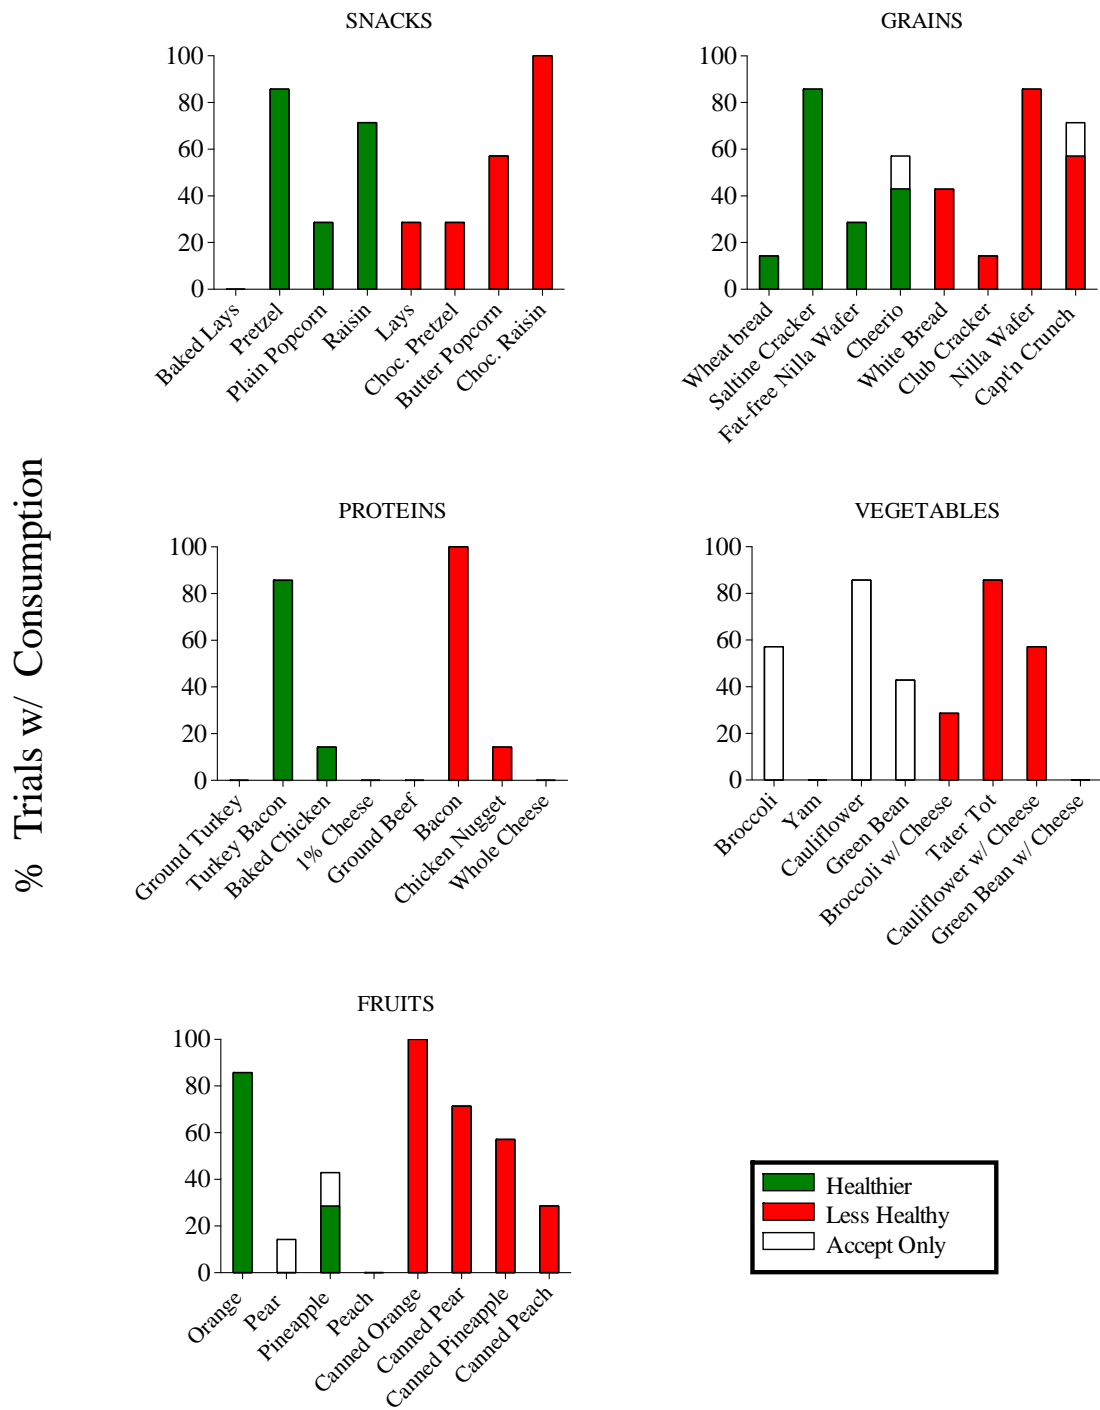 SNACKS
100
80
60
40
20
0
Baked Lays
Pretzel
Plain Popcorn
Raisin
Lays
Choc. Pretzel
Butter Popcorn
Choc. Raisin
GRAINS
100
80
60
40
20
0
Wheat bread
Saltine Cracker
Fat-free Nilla Wafer
Cheerio
White Bread
Club Cracker
Nilla Wafer
Capt'n Crunch
% Trials w/ Consumption
PROTEINS
100
80
60
40
20
0
Ground Turkey
Turkey Bacon
Baked Chicken
1% Cheese
Ground Beef
Bacon
Chicken Nugget
Whole Cheese
VEGETABLES
100
80
60
40
20
0
Broccoli
Yam
Cauliflower
Green Bean
Broccoli w/ Cheese
Tater Tot
Cauliflower w/ Cheese
Green Bean w/ Cheese
FRUITS
100
80
60
40
20
0
Orange
Pear
Pineapple
Peach
Canned Orange
Canned Pear
Canned Pineapple
Canned Peach
Healthier
Less Healthy
Accept Only